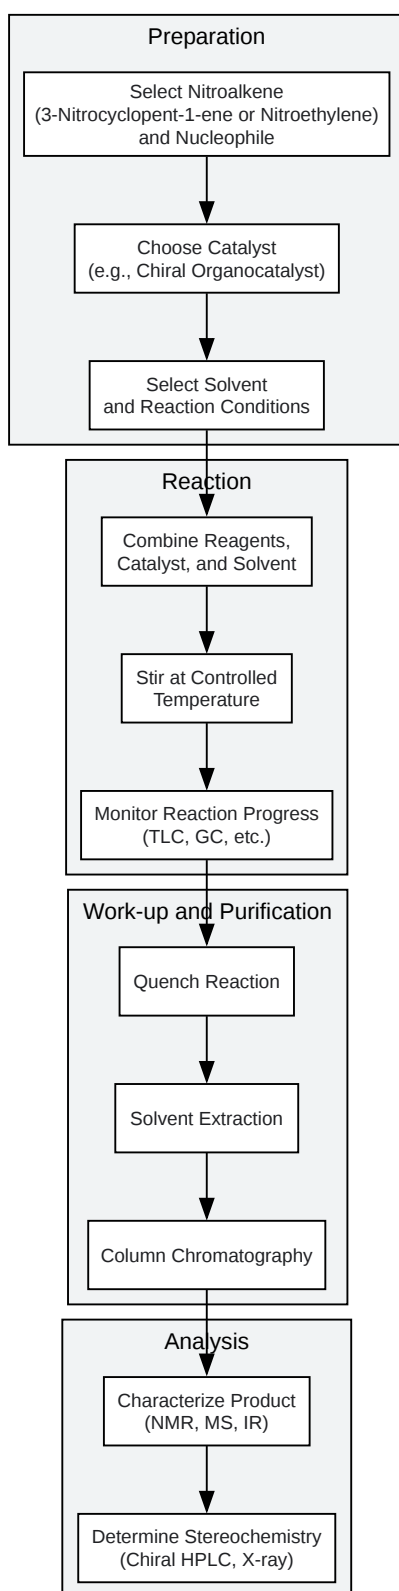 Preparation
Select Nitroalkene
(3-Nitrocyclopent-1-ene or Nitroethylene)
and Nucleophile
Choose Catalyst
(e.g., Chiral Organocatalyst)
Select Solvent
and Reaction Conditions
Reaction
Combine Reagents,
Catalyst, and Solvent
Stir at Controlled
Temperature
Monitor Reaction Progress
(TLC, GC, etc.)
Work-up and Purification
Quench Reaction
Solvent Extraction
Column Chromatography
Analysis
Characterize Product
(NMR, MS, IR)
Determine Stereochemistry
(Chiral HPLC, X-ray)